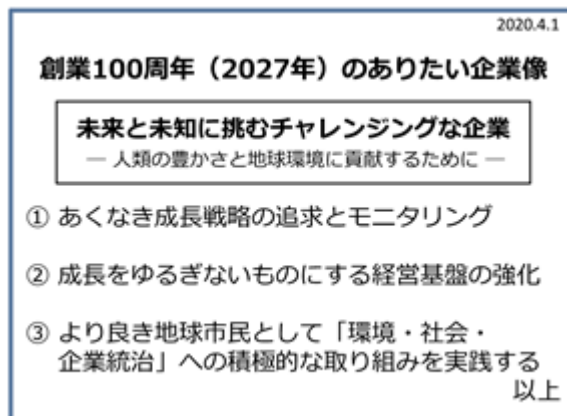 2020.4.1
創業100周年（2027年）のありたい企業像
未来と未知に挑むチャレンジングな企業
― 人類の豊かさと地球環境に貢献するために ―
① あくなき成長戦略の追求とモニタリング
② 成長をゆるぎないものにする経営基盤の強化
③ より良き地球市民として「環境・社会・
企業統治」への積極的な取り組みを実践する
以上